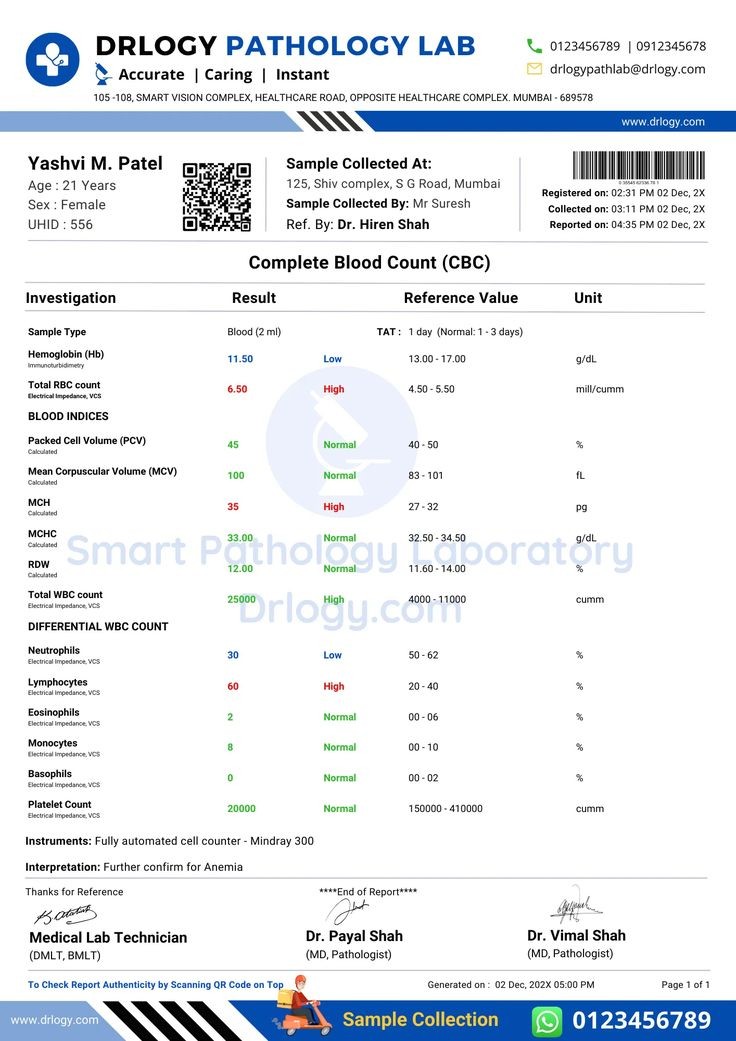 DRLOGY PATHOLOGY LAB
Accurate | Caring | Instant
0123456789 | 0912345678
drlogypathlab@drlogy.com
105 -108, SMART VISION COMPLEX, HEALTHCARE ROAD, OPPOSITE HEALTHCARE COMPLEX. MUMBAI - 689578
www.drlogy.com
Yashvi M. Patel
Age : 21 Years
Sex : Female
UHID : 556
Sample Collected At:
125, Shiv complex, S G Road, Mumbai
Sample Collected By: Mr Suresh
Ref. By: Dr. Hiren Shah
Registered on: 02:31 PM 02 Dec, 2X
Collected on: 03:11 PM 02 Dec, 2X
Reported on: 04:35 PM 02 Dec, 2X
Complete Blood Count (CBC)
Investigation Result Reference Value Unit
Sample Type Blood (2 ml) TAT : 1 day (Normal: 1 - 3 days)
Hemoglobin (Hb) 11.50 Low 13.00 - 17.00 g/dL
Immunoturbidimetry
Total RBC count 6.50 High 4.50 - 5.50 mill/cumm
Electrical Impedance, VCS
BLOOD INDICES
Packed Cell Volume (PCV) 45 Normal 40 - 50 %
Calculated
Mean Corpuscular Volume (MCV) 100 Normal 83 - 101 fL
Calculated
MCH 35 High 27 - 32 pg
Calculated
MCHC 33.00 Normal 32.50 - 34.50 g/dL
Calculated
Smart Pathology Laboratory
RDW 12.00 Normal 11.60 - 14.00 %
Calculated
Total WBC count 25000 High 4000 - 11000 cumm
Electrical Impedance, VCS
Drlogy.com
DIFFERENTIAL WBC COUNT
Neutrophils 30 Low 50 - 62 %
Electrical Impedance, VCS
Lymphocytes 60 High 20 - 40 %
Electrical Impedance, VCS
Eosinophils 2 Normal 00 - 06 %
Electrical Impedance, VCS
Monocytes 8 Normal 00 - 10 %
Electrical Impedance, VCS
Basophils 0 Normal 00 - 02 %
Electrical Impedance, VCS
Platelet Count 20000 Normal 150000 - 410000 cumm
Electrical Impedance, VCS
Instruments: Fully automated cell counter - Mindray 300
Interpretation: Further confirm for Anemia
Thanks for Reference ****End of Report****
Medical Lab Technician
(DMLT, BMLT)
Dr. Payal Shah
(MD, Pathologist)
Dr. Vimal Shah
(MD, Pathologist)
To Check Report Authenticity by Scanning QR Code on Top
Generated on : 02 Dec, 202X 05:00 PM
Page 1 of 1
www.drlogy.com
Sample Collection
0123456789